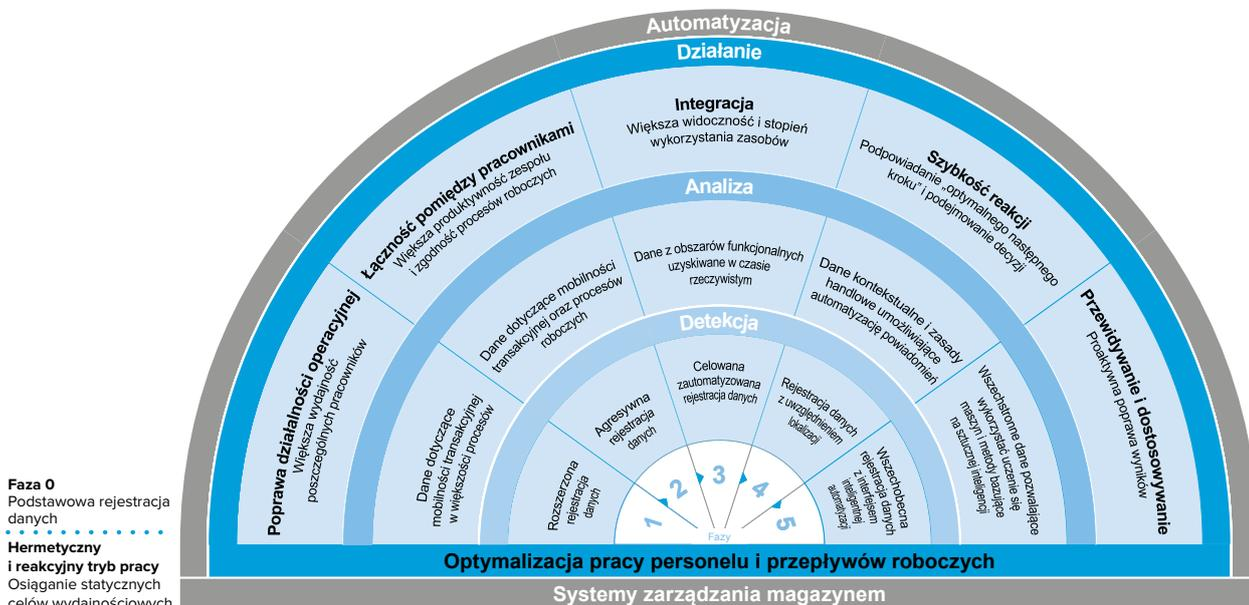 Automatyzacja
Działanie
Poprawa działalności operacyjnej
Większa wydajność
poszczególnych pracowników
Łączność pomiędzy pracownikami
Większa produktywność zespołu
i zgodność procesów roboczych
Integracja
Większa widoczność i stopień
wykorzystania zasobów
Szybkość reakcji
Podpowiadanie „optymalnego następnego
kroku” i podejmowanie decyzji
Przewidywanie i dostosowywanie
Proaktywna poprawa wyników
Analiza
Dane dotyczące
mobilności transakcyjnej
w większości procesów
Dane dotyczące mobilności
transakcyjnej oraz procesów
roboczych
Dane z obszarów funkcjonalnych
uzyskiwane w czasie
rzeczywistym
Dane kontekstualne i zasady
handlowe umożliwiające
automatyzację powiadomień
Wszechstronne dane pozwalające
wykorzystać uczenie się
maszyn i metody bazujące
na sztucznej inteligencji
Detekcja
Rozszerzona
rejestracja
danych
Agresywna
rejestracja
danych
Celowana
zautomatyzowana
rejestracja danych
Rejestracja danych
z uwzględnieniem
lokalizacji
Wszechobecna
rejestracja danych
z interfejsem
inteligentnej
automatyzacji
1
2
3
4
5
Fazy
Faza 0
Podstawowa rejestracja
danych
Hermetyczny
i reakcyjny tryb pracy
Osiąganie statycznych
celów wydajnościowych
Optymalizacja pracy personelu i przepływów roboczych
Systemy zarządzania magazynem